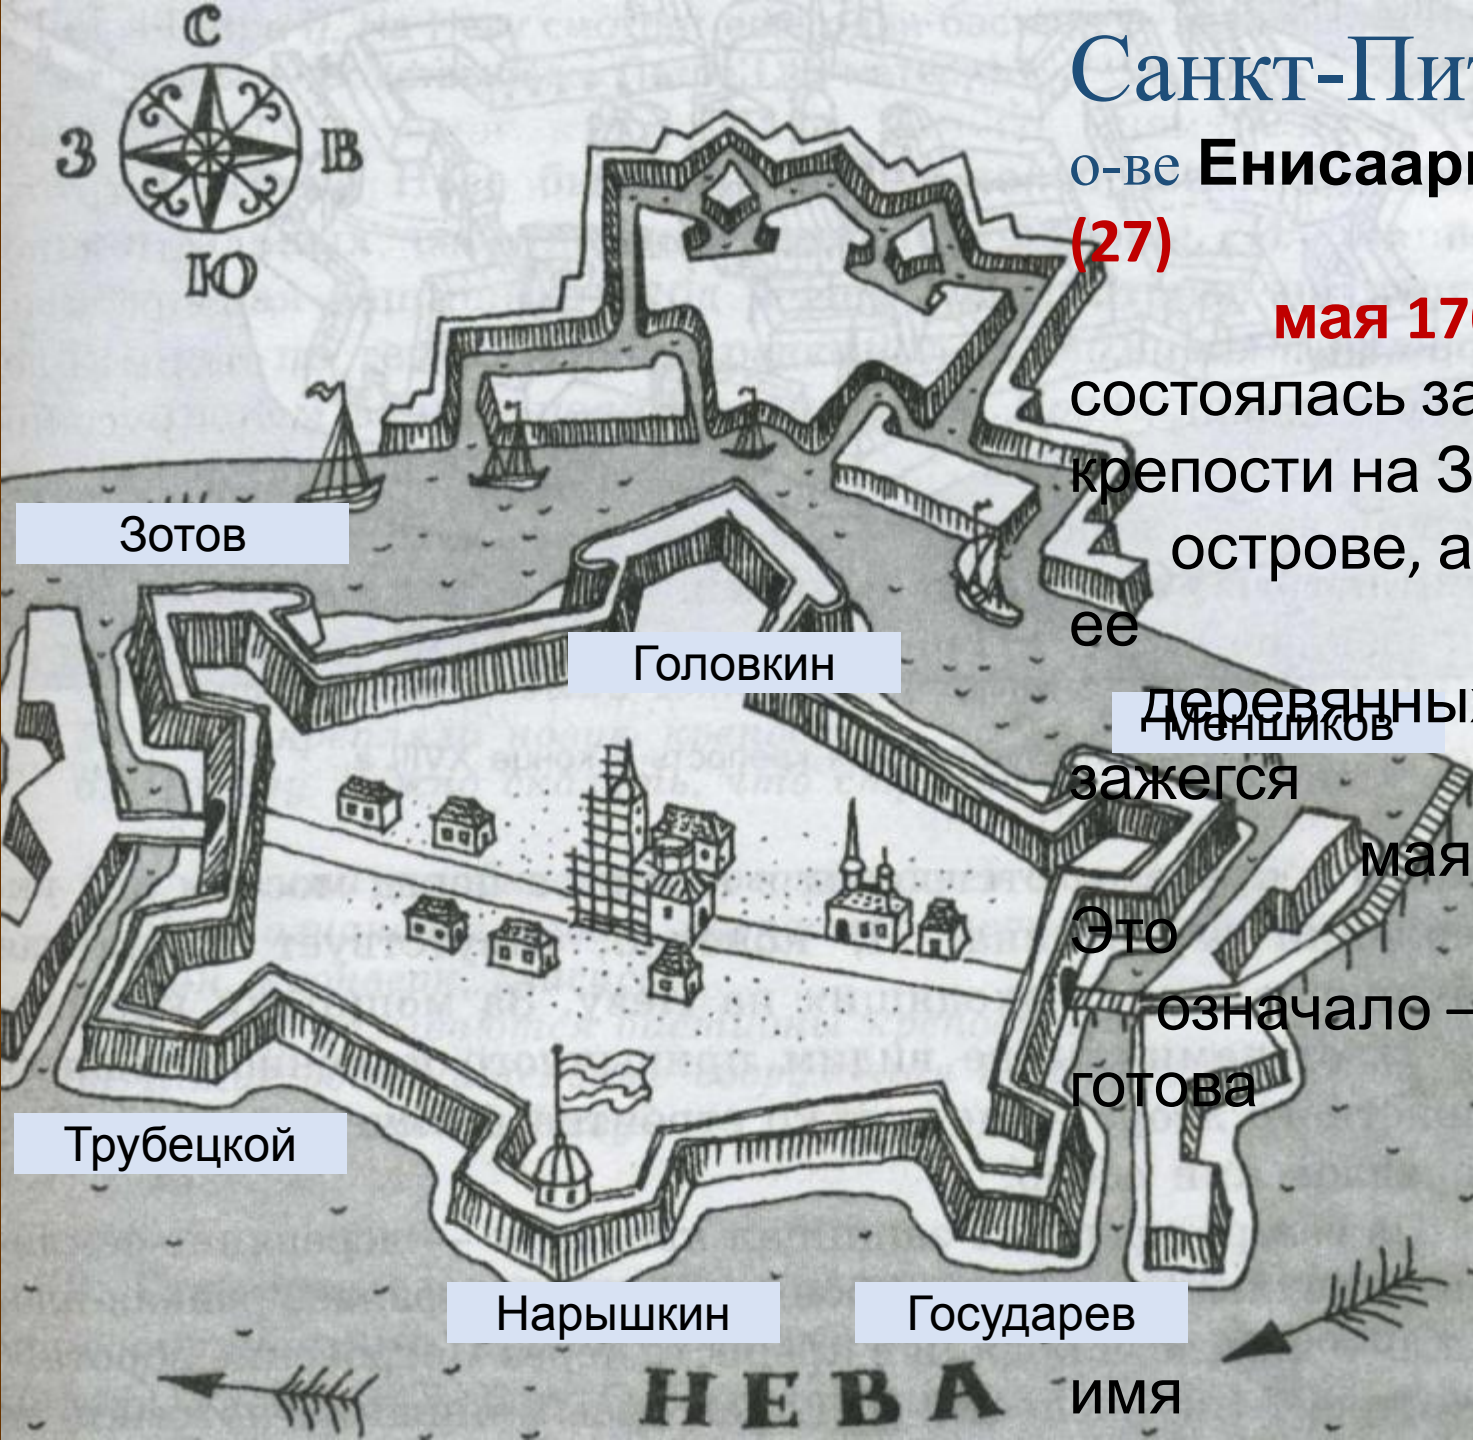 С
З
В
Ю
Санкт-Пи
о-ве Енисаар
(27)
мая 17
состоялась за
крепости на З
острове, а
ее
деревянны
зажегся
мая
Это
означало –
готова
имя
Зотов
Головкин
Меншиков
Трубецкой
Нарышкин
Государев
НЕВА